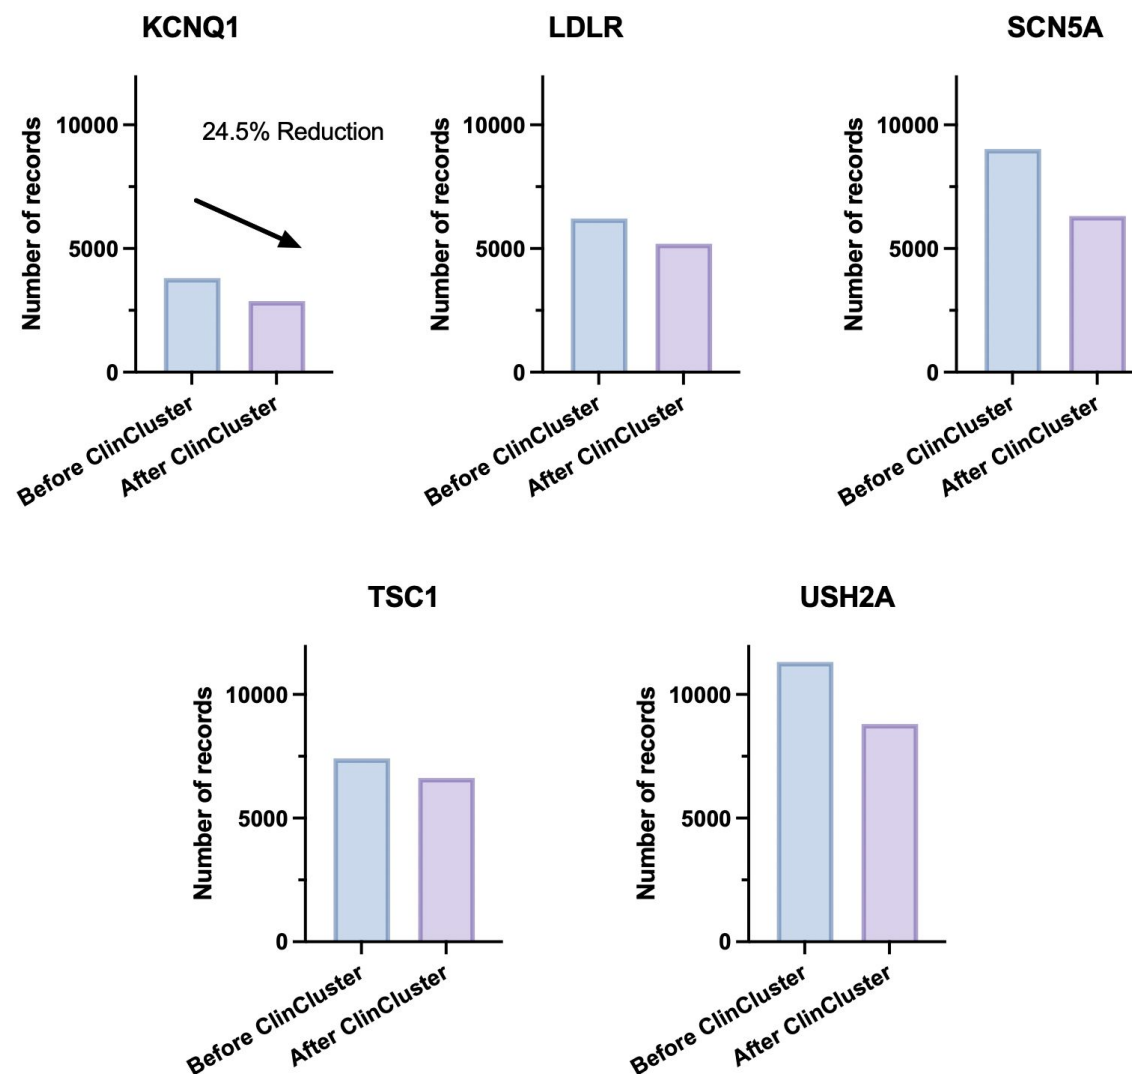 KCNQ1
LDLR
SCN5A
Number of records
10000
5000
0
24.5% Reduction
Before ClinCluster
After ClinCluster
Number of records
10000
5000
0
Before ClinCluster
After ClinCluster
Number of records
10000
5000
0
Before ClinCluster
After ClinCluster
TSC1
USH2A
Number of records
10000
5000
0
Before ClinCluster
After ClinCluster
Number of records
10000
5000
0
Before ClinCluster
After ClinCluster